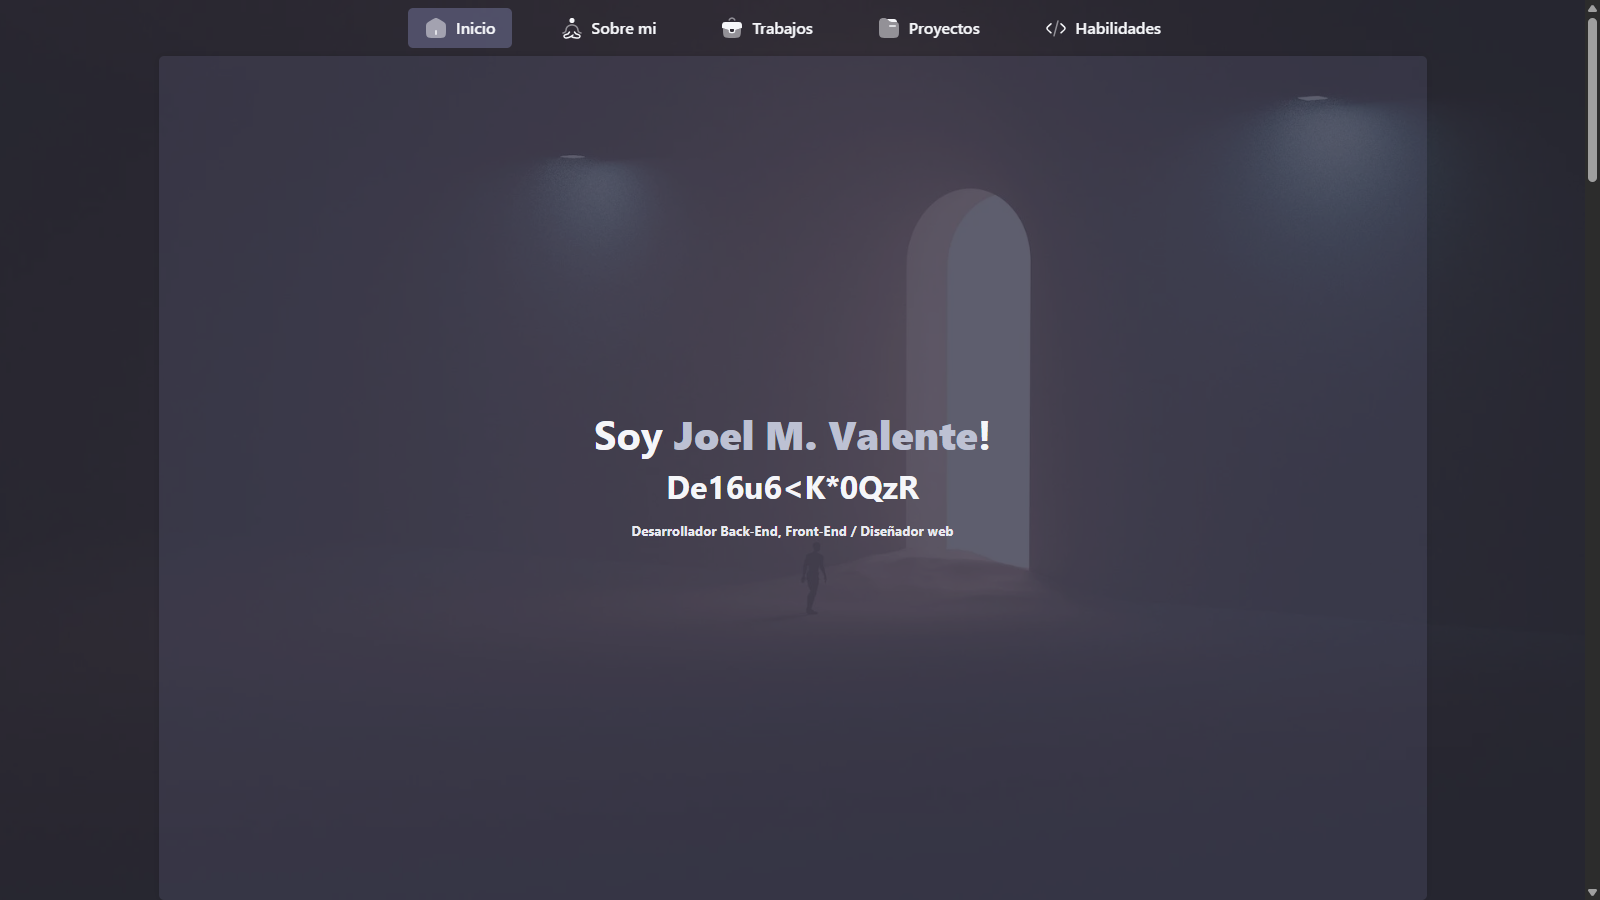 Inicio
Sobre mi
Trabajos
Proyectos
Habilidades
Soy Joel M. Valente!
De16u6<K*0QzR
Desarrollador Back-End, Front-End / Diseñador web